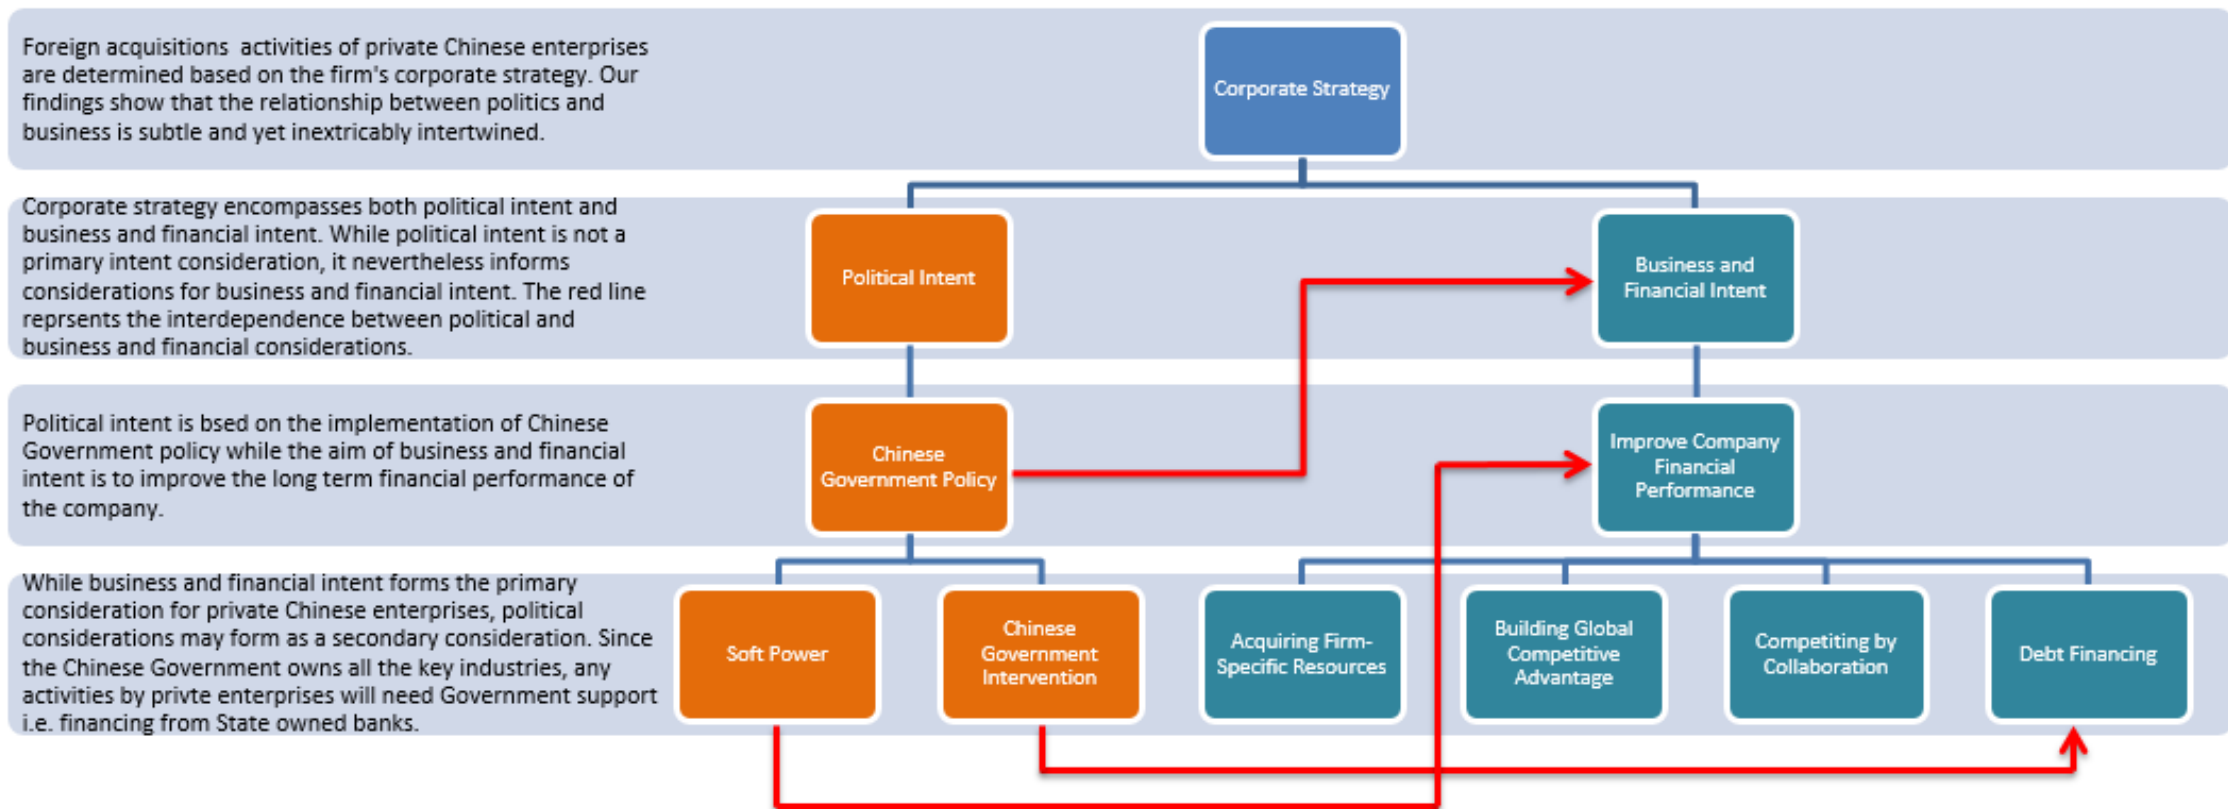 Foreign acquisitions activities of private Chinese enterprises
are determined based on the firm's corporate strategy. Our
findings show that the relationship between politics and
business is subtle and yet inextricably intertwined.
Corporate Strategy
Corporate strategy encompasses both political intent and
business and financial intent. While political intent is not a
primary intent consideration, it nevertheless informs
considerations for business and financial intent. The red line
reprsents the interdependence between political and
business and financial considerations.
Political Intent
Business and
Financial Intent
Political intent is bsed on the implementation of Chinese
Government policy while the aim of business and financial
intent is to improve the long term financial performance of
the company.
Chinese
Government Policy
Improve Company
Financial
Performance
While business and financial intent forms the primary
consideration for private Chinese enterprises, political
considerations may form as a secondary consideration. Since
the Chinese Government owns all the key industries, any
activities by privte enterprises will need Government support
i.e. financing from State owned banks.
Soft Power
Chinese
Government
Intervention
Acquiring Firm-
Specific Resources
Building Global
Competitive
Advantage
Competiting by
Collaboration
Debt Financing